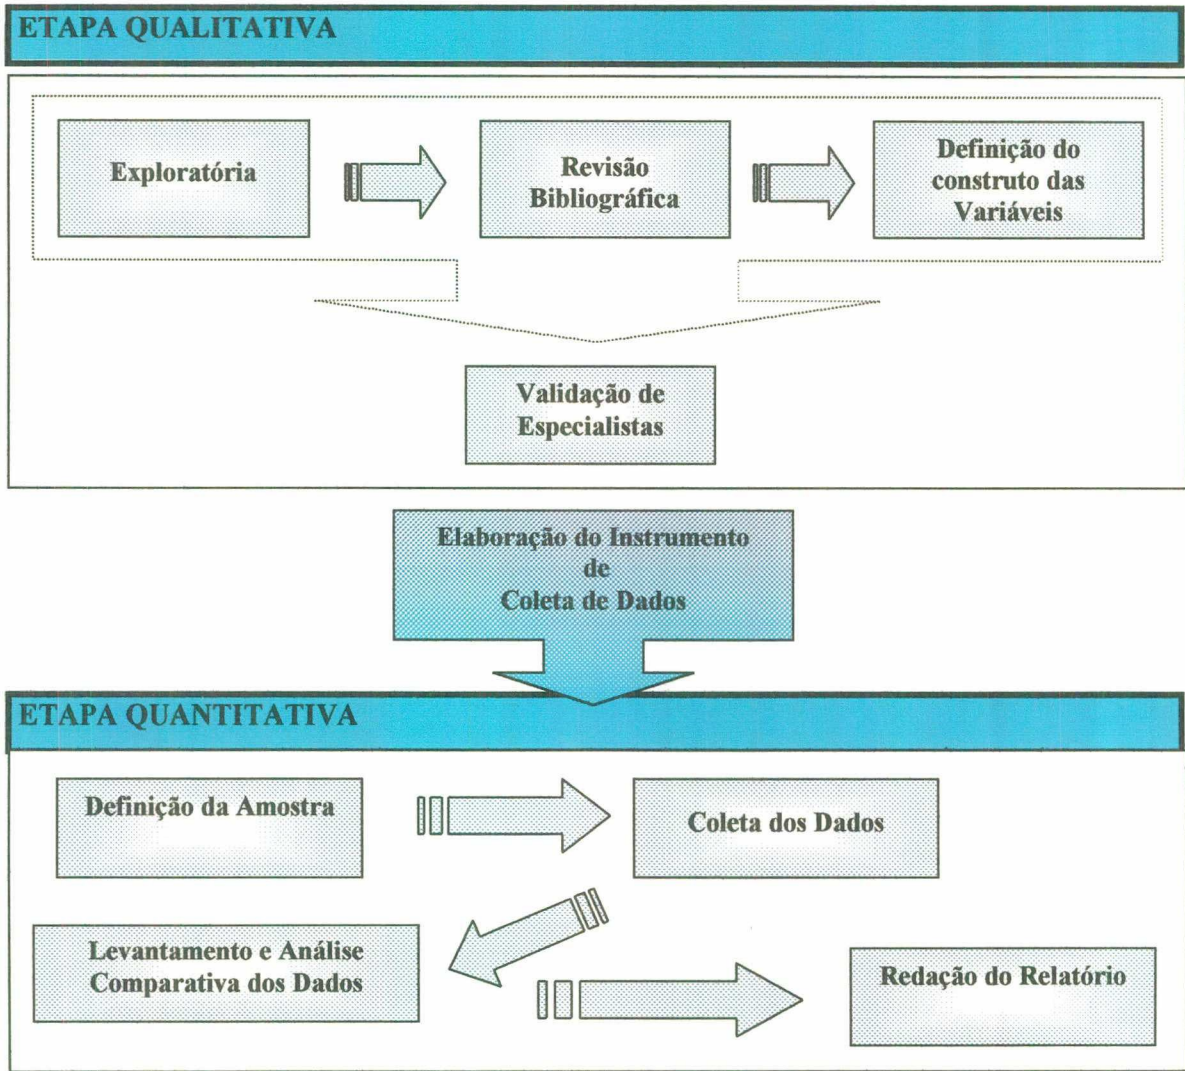 ETAPA QUALITATIVA
Exploratória
Revisão
Bibliográfica
Definição do
construto das
Variáveis
Validação de
Especialistas
Elaboração do Instrumento
de
Coleta de Dados
ETAPA QUANTITATIVA
Definição da Amostra
Coleta dos Dados
Levantamento e Análise
Comparativa dos Dados
Redação do Relatório